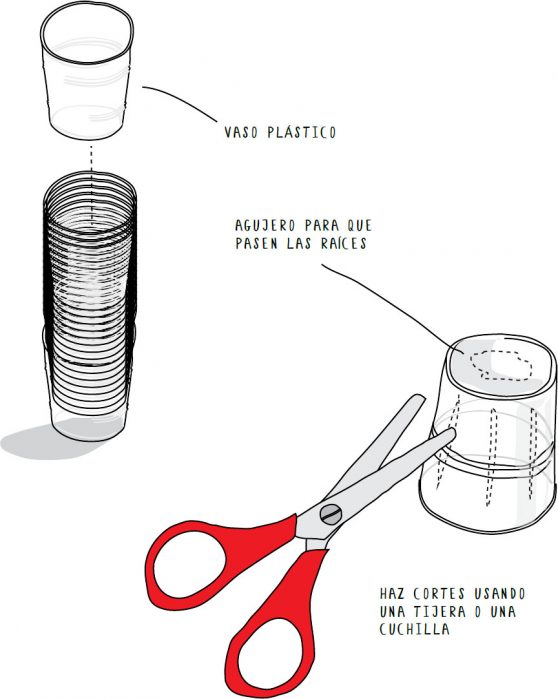 VASO PLÁSTICO
AGUJERO PARA QUE
PASEN LAS RAÍCES
HAZ CORTES USANDO
UNA TIJERA O UNA
CUCHILLA